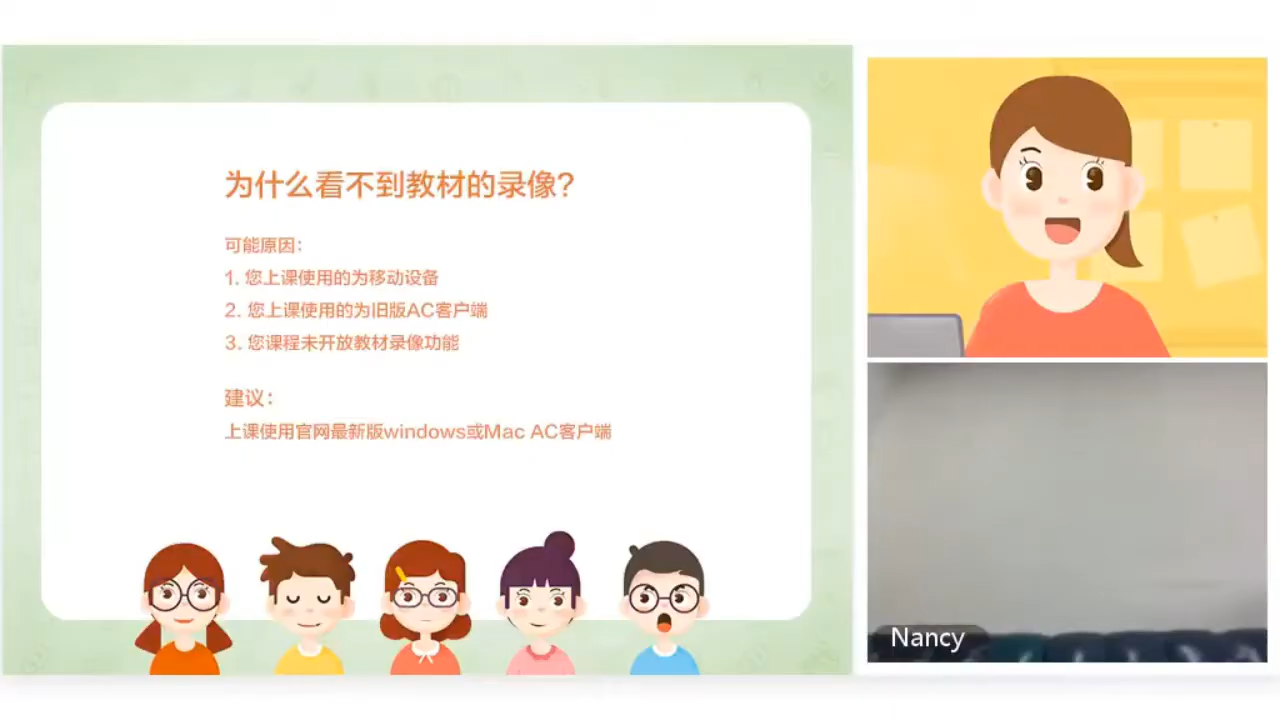 为什么看不到教材的录像?
可能原因:
1. 您上课使用的为移动设备
2. 您上课使用的为旧版AC客户端
3. 您课程未开放教材录像功能
建议:
上课使用官网最新版windows或Mac AC客户端
Nancy